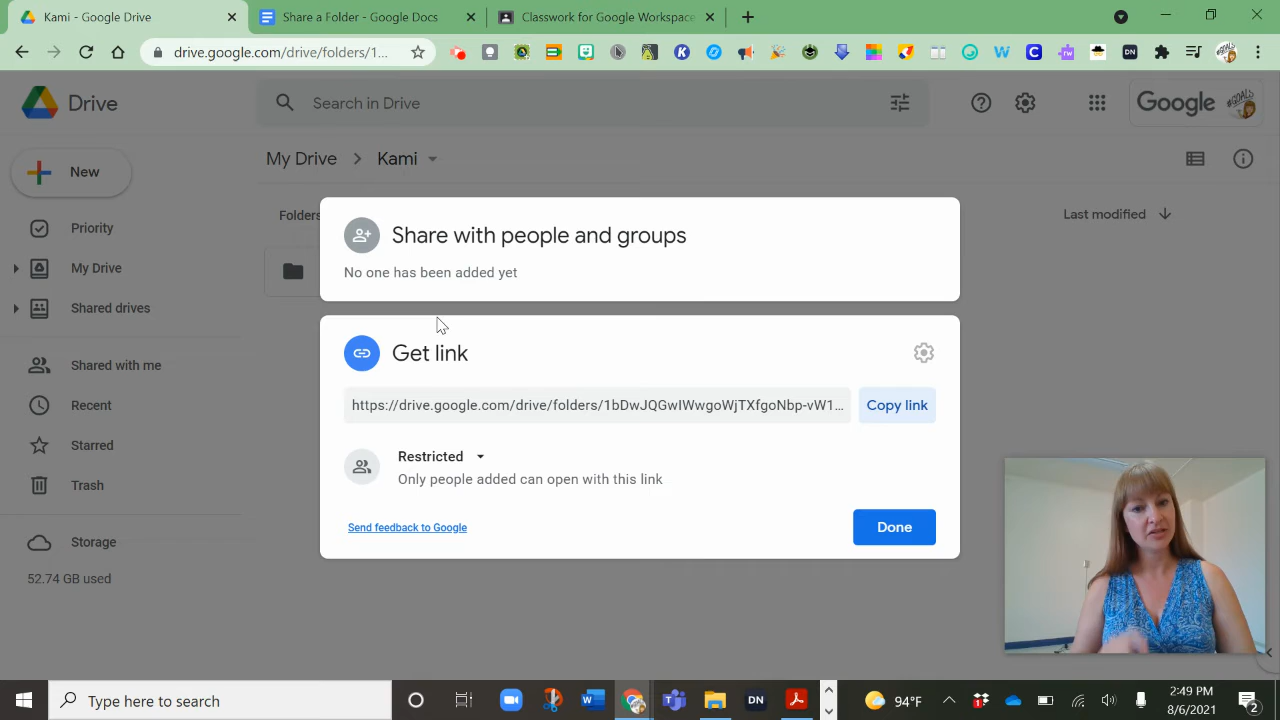 Kami - Google Drive
Share a Folder - Google Docs
Classwork for Google Workspace
drive.google.com/drive/folders/1...
Drive
Search in Drive
Google
#GOALS
New
My Drive
Kami
Priority
My Drive
Shared drives
Shared with me
Recent
Starred
Trash
Storage
52.74 GB used
Folders
Last modified
Share with people and groups
No one has been added yet
Get link
https://drive.google.com/drive/folders/1bDwJQGwIWwgoWjTXfgoNbp-vW1...
Copy link
Restricted
Only people added can open with this link
Send feedback to Google
Done
Type here to search
DN
94°F
2:49 PM
8/6/2021
2